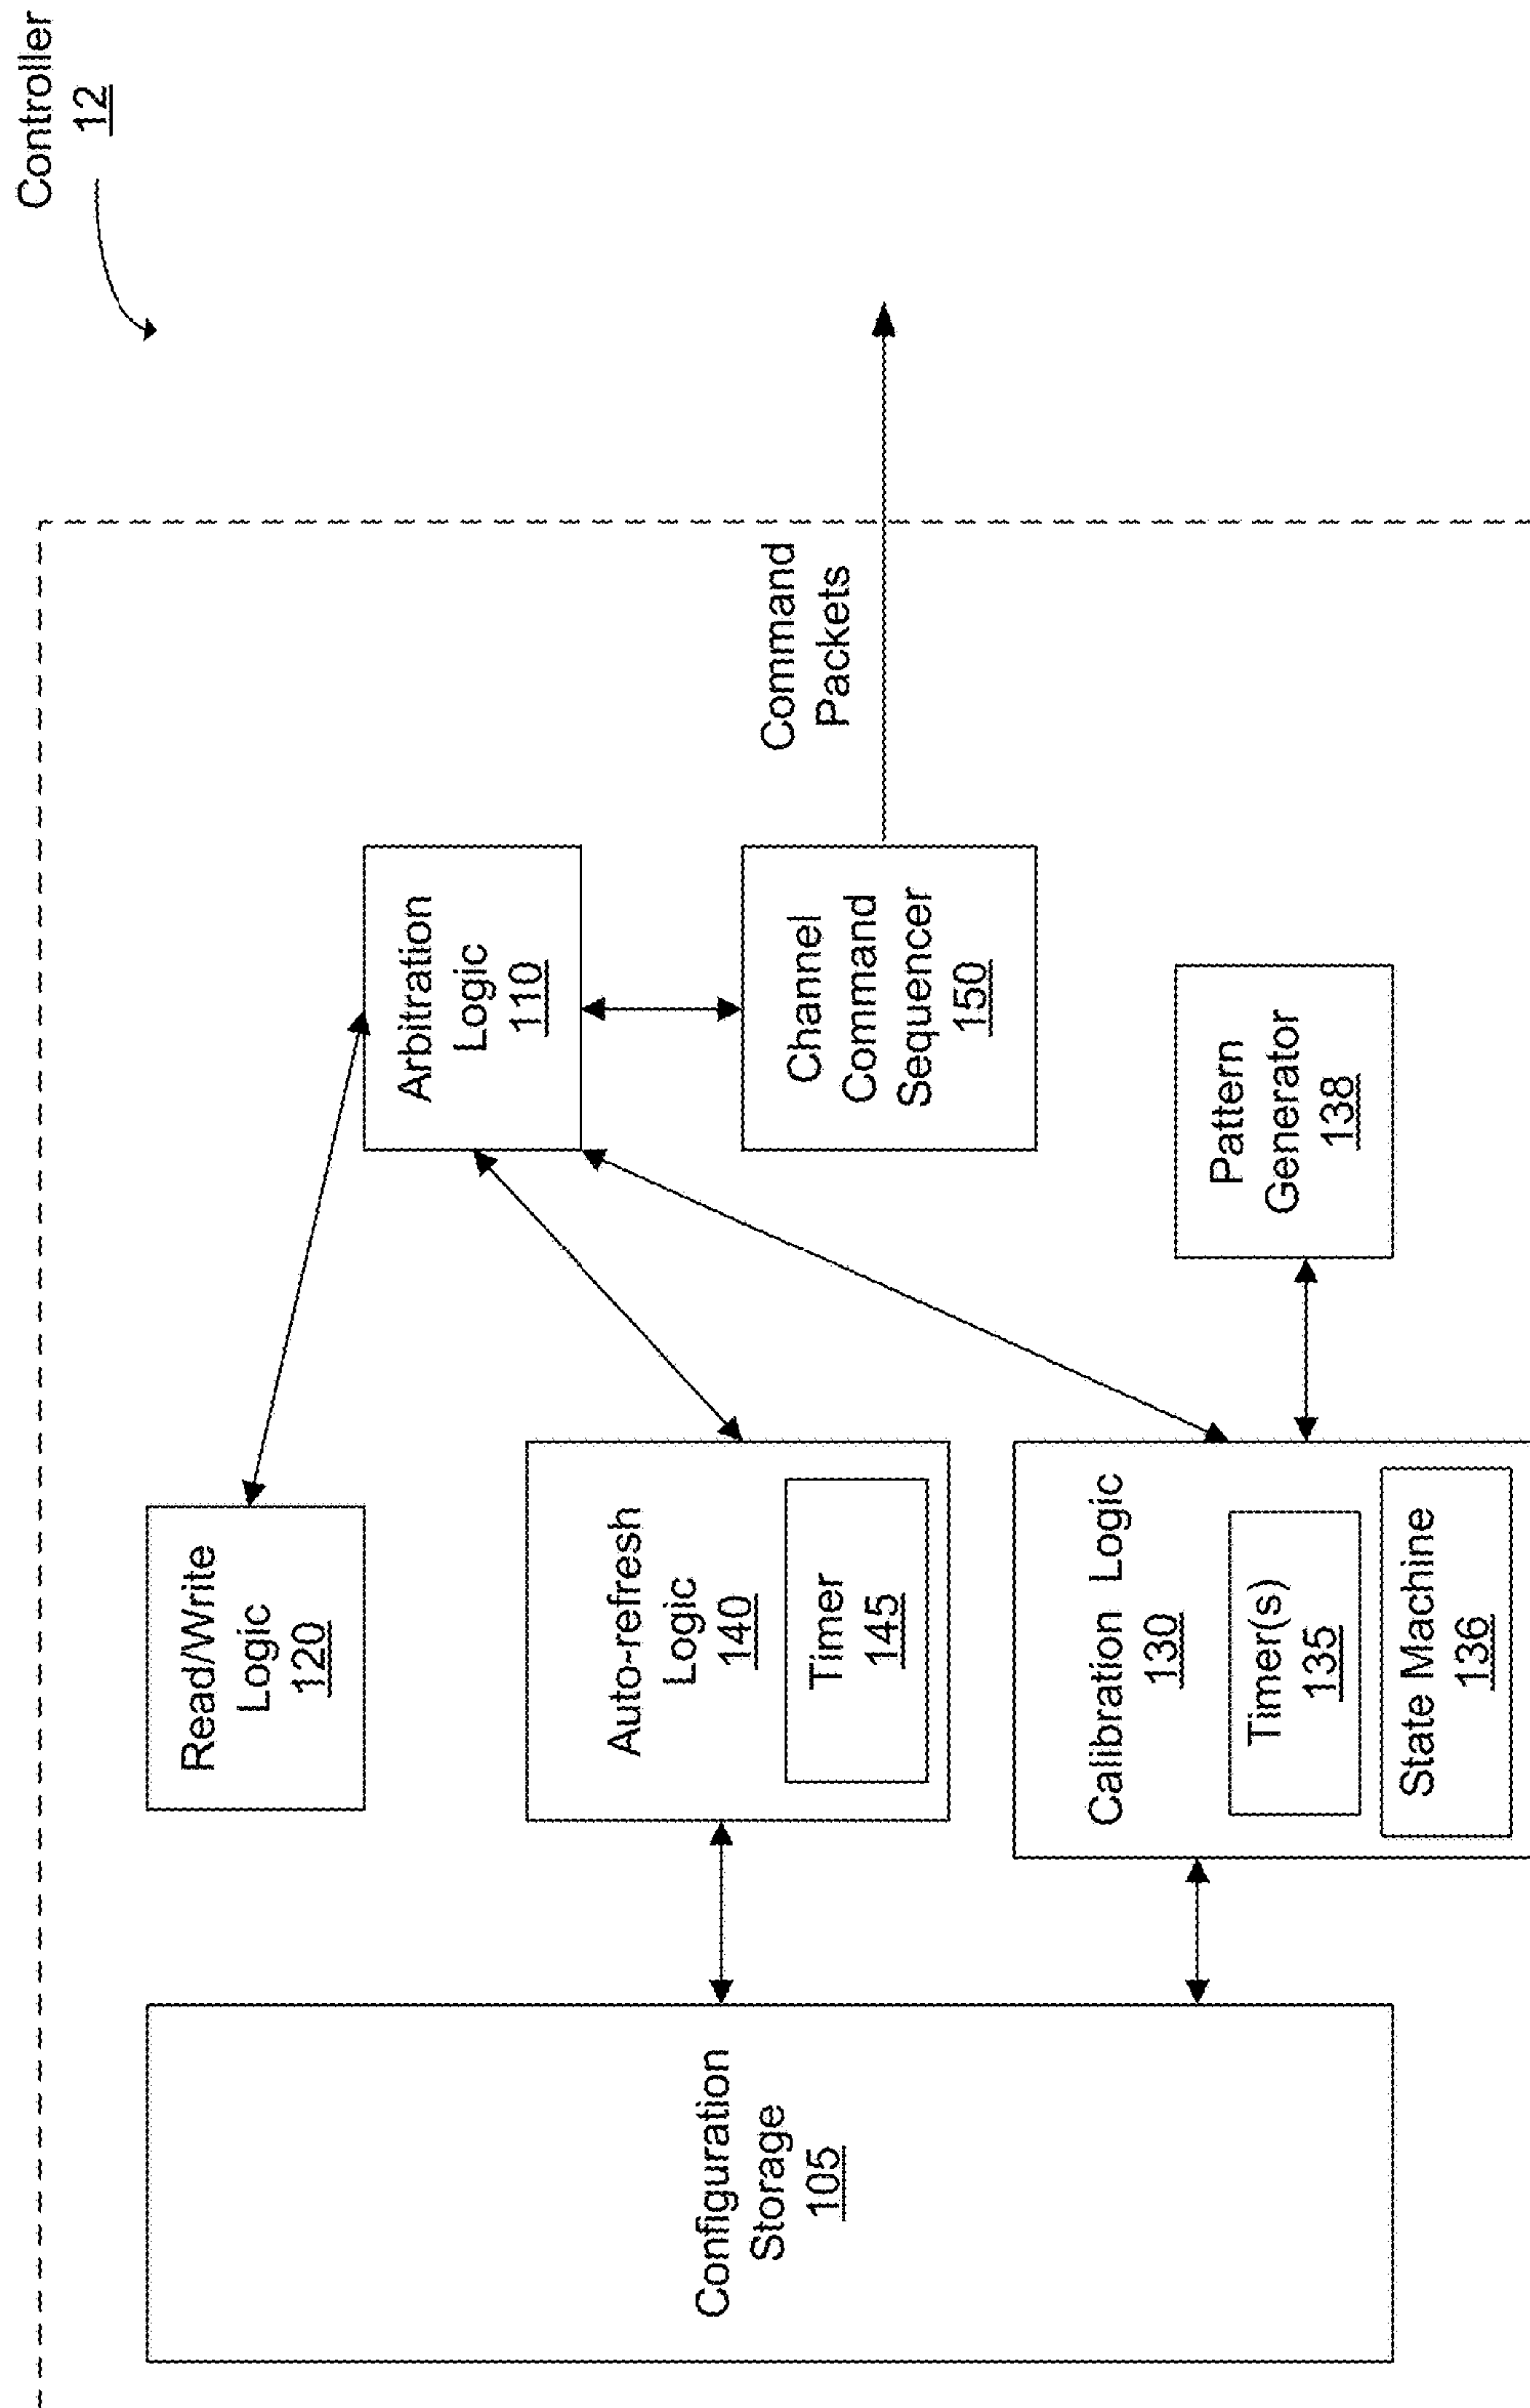 Controller
12
Configuration
Storage
105
Read/Write
Logic
120
Auto-refresh
Logic
140
Timer
145
Calibration Logic
130
Timer(s)
135
State Machine
136
Arbitration
Logic
110
Channel
Command
Sequencer
150
Pattern
Generator
138
Command
Packets